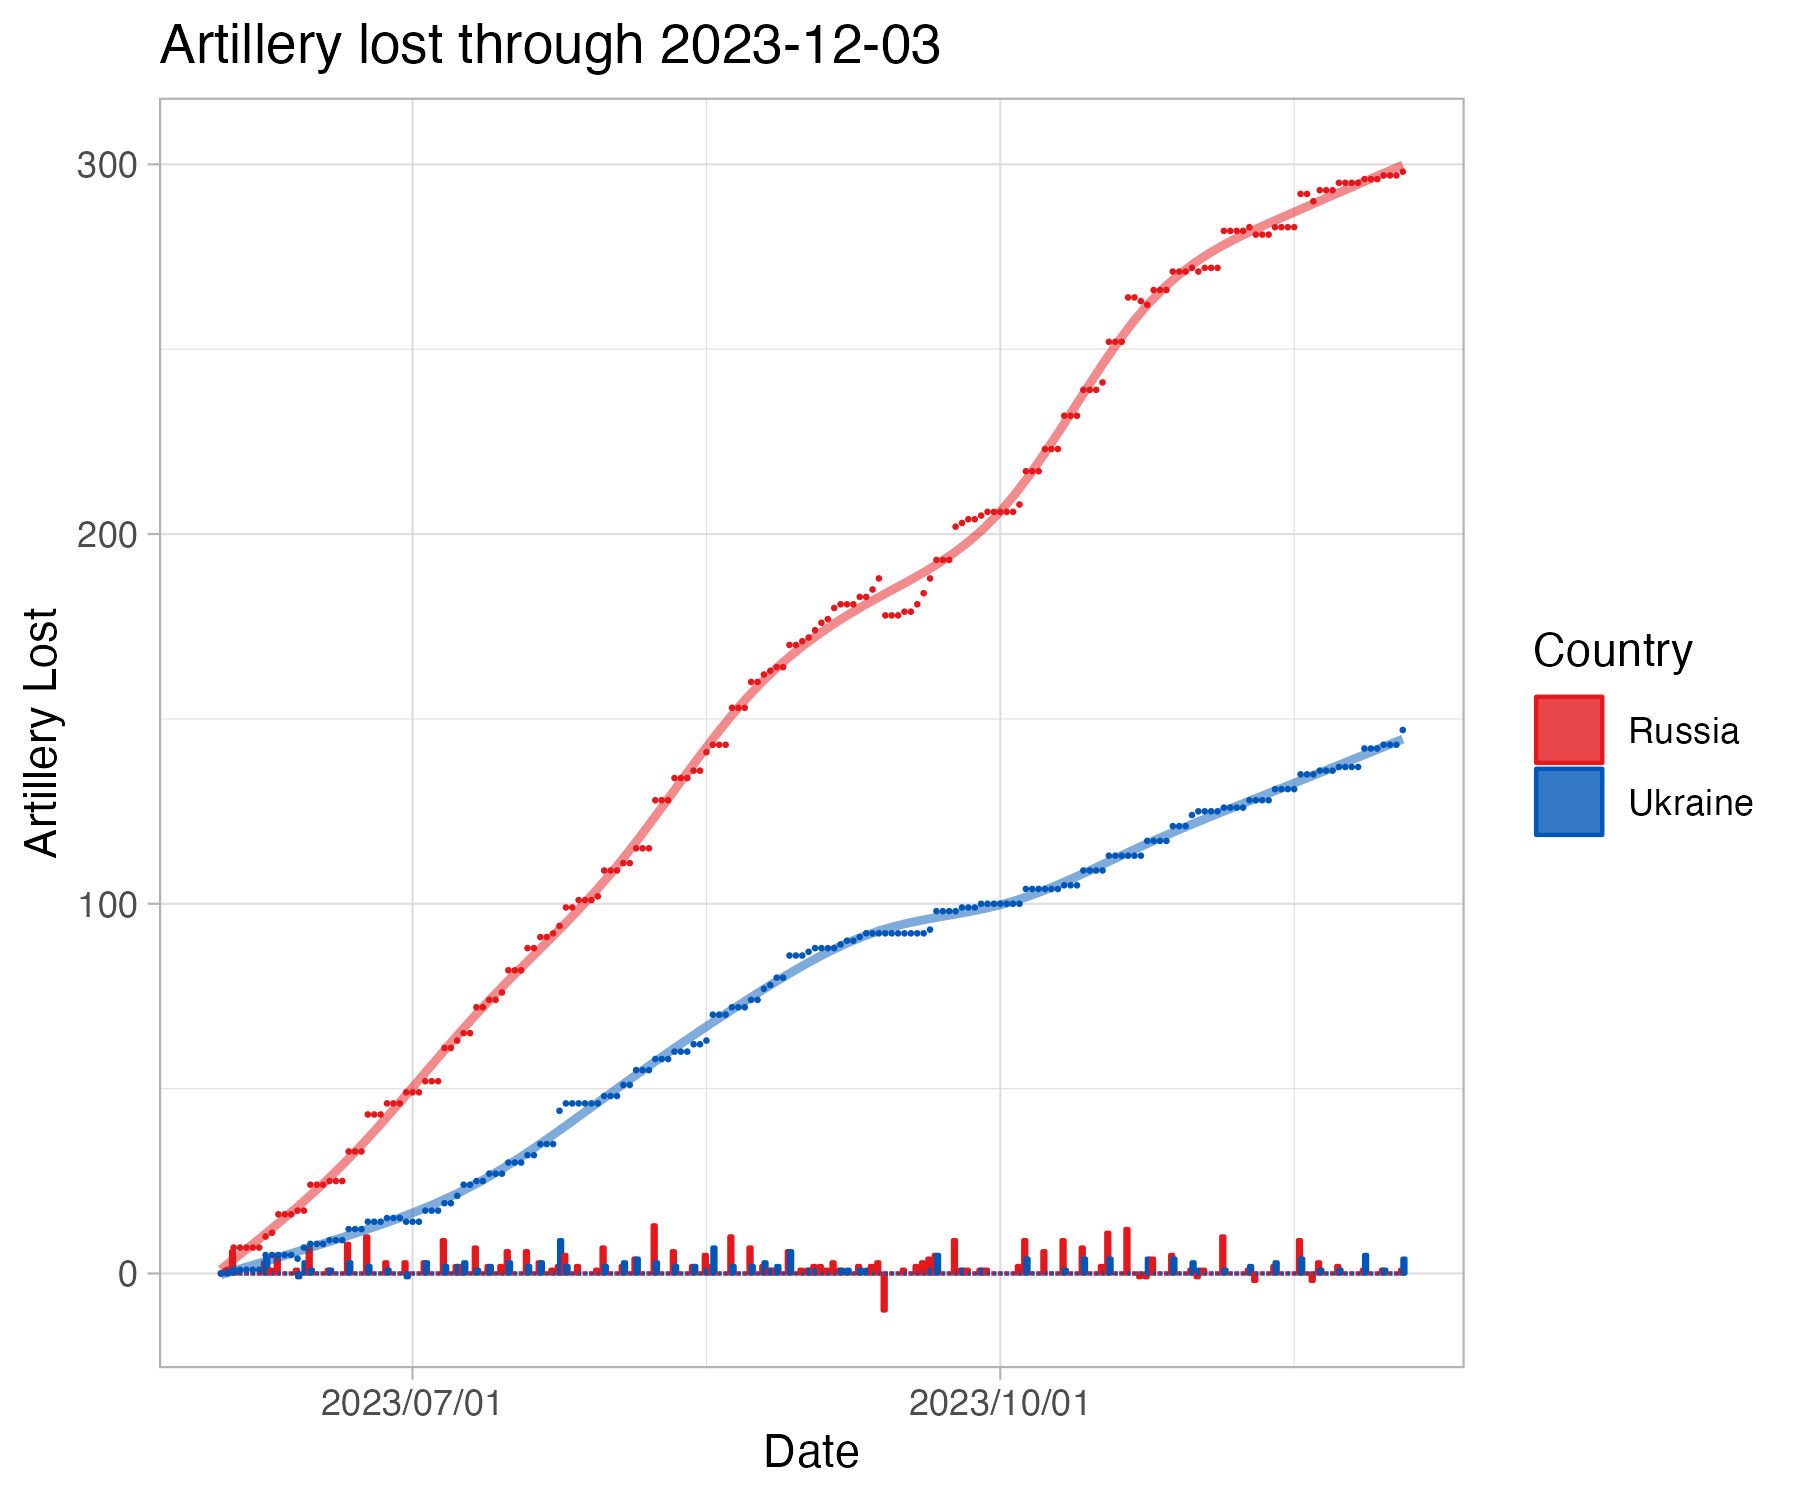 Artillery lost through 2023-12-03
Artillery Lost
300
200
100
0
2023/07/01
2023/10/01
Date
Country
Russia
Ukraine